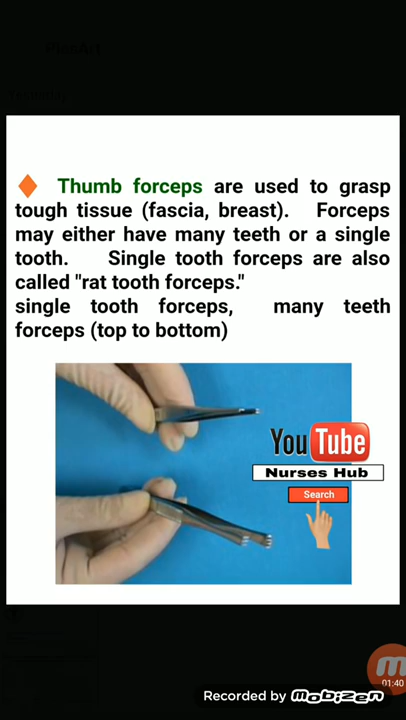 PicsArt
Thumb forceps are used to grasp
tough tissue (fascia, breast). Forceps
may either have many teeth or a single
tooth. Single tooth forceps are also
called "rat tooth forceps."
single tooth forceps, many teeth
forceps (top to bottom)
YouTube
Nurses Hub
Search
01:40
Recorded by mobizen